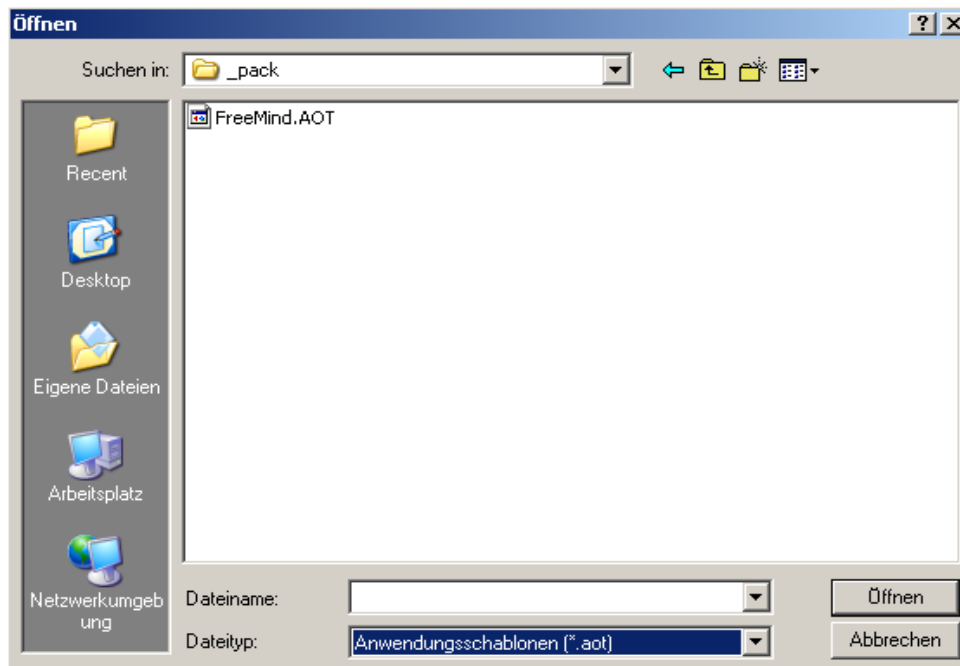 Öffnen
Suchen in: _pack
FreeMind.AOT
Recent
Desktop
Eigene Dateien
Arbeitsplatz
Netzwerkumgeb
ung
Dateiname:
Öffnen
Dateityp: Anwendungsschablonen (*.aot)
Abbrechen